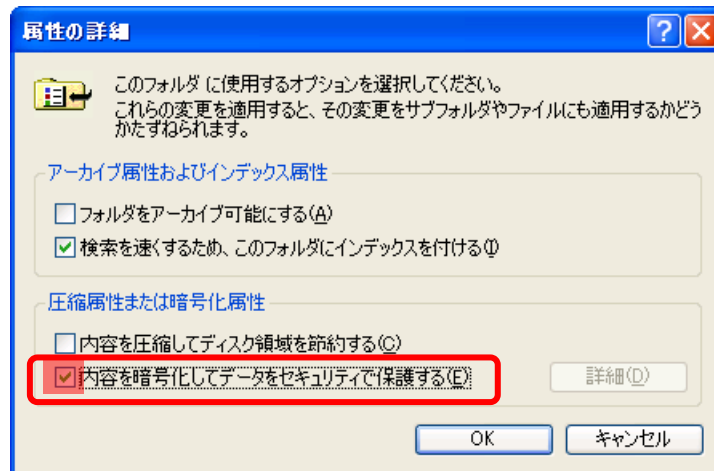 属性の詳細
このフォルダ に使用するオプションを選択してください。
これらの変更を適用すると、その変更をサブフォルダやファイルにも適用するかどう
かたずねられます。
アーカイブ属性およびインデックス属性
フォルダをアーカイブ可能にする(A)
検索を速くするため、このフォルダにインデックスを付ける(I)
圧縮属性または暗号化属性
内容を圧縮してディスク領域を節約する(C)
内容を暗号化してデータをセキュリティで保護する(E)
詳細(D)
OK
キャンセル